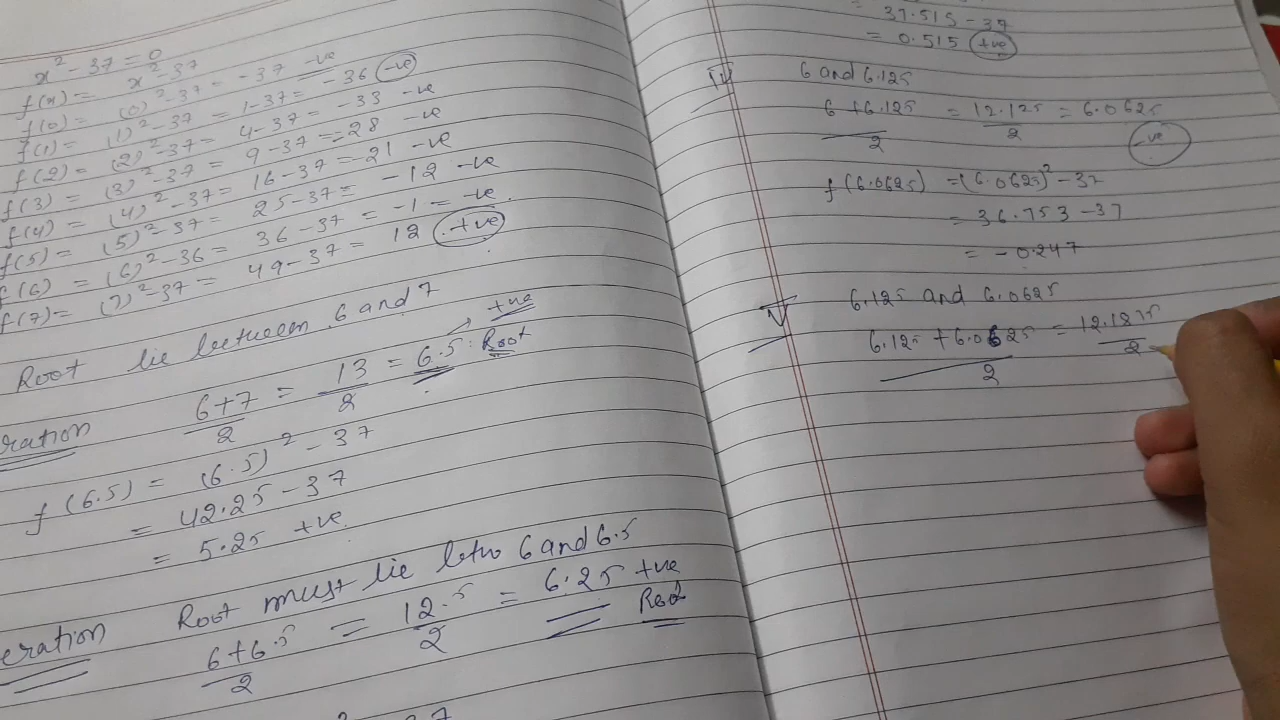 x² - 37 = 0
f(x) = x² - 37
f(0) = (0)² - 37 = -37 -ve
f(1) = (1)² - 37 = 1 - 37 = -36 -ve
f(2) = (2)² - 37 = 4 - 37 = -33 -ve
f(3) = (3)² - 37 = 9 - 37 = -28 -ve
f(4) = (4)² - 37 = 16 - 37 = -21 -ve
f(5) = (5)² - 37 = 25 - 37 = -12 -ve
f(6) = (6)² - 36 = 36 - 37 = -1 = -ve.
f(7) = (7)² - 37 = 49 - 37 = 12 +ve
Root lie between 6 and 7
eration 6+7/2 = 13/2 = 6.5 : Root → +ve
f(6.5) = (6.5)² - 37
= 42.25 - 37
= 5.25 +ve.
eration Root must lie betw 6 and 6.5
6+6.5/2 = 12.5/2 = 6.25 +ve Root
= 37.515 - 37
= 0.515 +ve
IV 6 and 6.125
6 + 6.125/2 = 12.125/2 = 6.0625
-ve
f(6.0625) = (6.0625)² - 37
= 36.753 - 37
= -0.247
V 6.125 and 6.0625
6.125 + 6.0625/2 = 12.1875/2